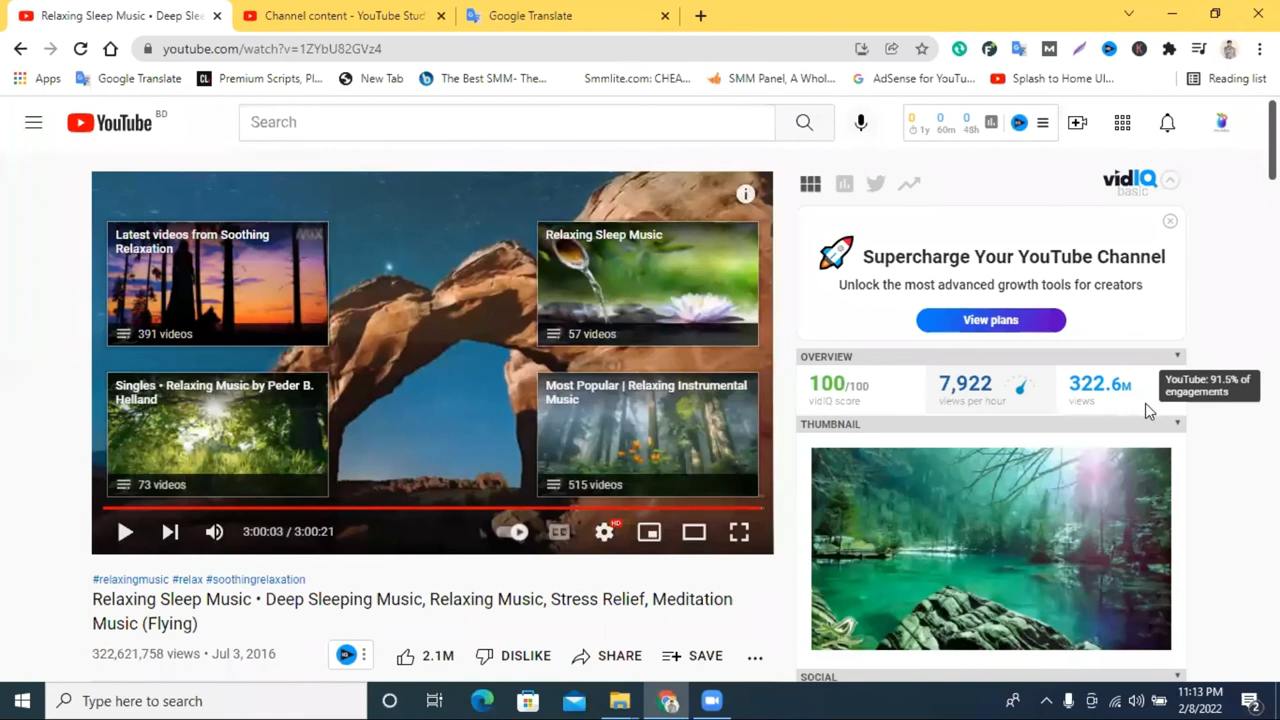 Relaxing Sleep Music • Deep Slee
Channel content - YouTube Stud
Google Translate
youtube.com/watch?v=1ZYbU82GVz4
Apps
Google Translate
Premium Scripts, Pl...
New Tab
The Best SMM- The...
Smmlite.com: CHEA...
SMM Panel, A Whol...
AdSense for YouTu...
Splash to Home UI...
Reading list
YouTube BD
Search
0 0 0
1y 60m 48h
vidIQ
basic
Latest videos from Soothing
Relaxation
391 videos
Relaxing Sleep Music
57 videos
Singles • Relaxing Music by Peder B.
Helland
73 videos
Most Popular | Relaxing Instrumental
Music
515 videos
3:00:03 / 3:00:21
HD
#relaxingmusic #relax #soothingrelaxation
Relaxing Sleep Music • Deep Sleeping Music, Relaxing Music, Stress Relief, Meditation
Music (Flying)
322,621,758 views • Jul 3, 2016
2.1M
DISLIKE
SHARE
SAVE
Supercharge Your YouTube Channel
Unlock the most advanced growth tools for creators
View plans
OVERVIEW
100/100
vidIQ score
7,922
views per hour
322.6M
views
YouTube: 91.5% of
engagements
THUMBNAIL
SOCIAL
Type here to search
11:13 PM
2/8/2022
2